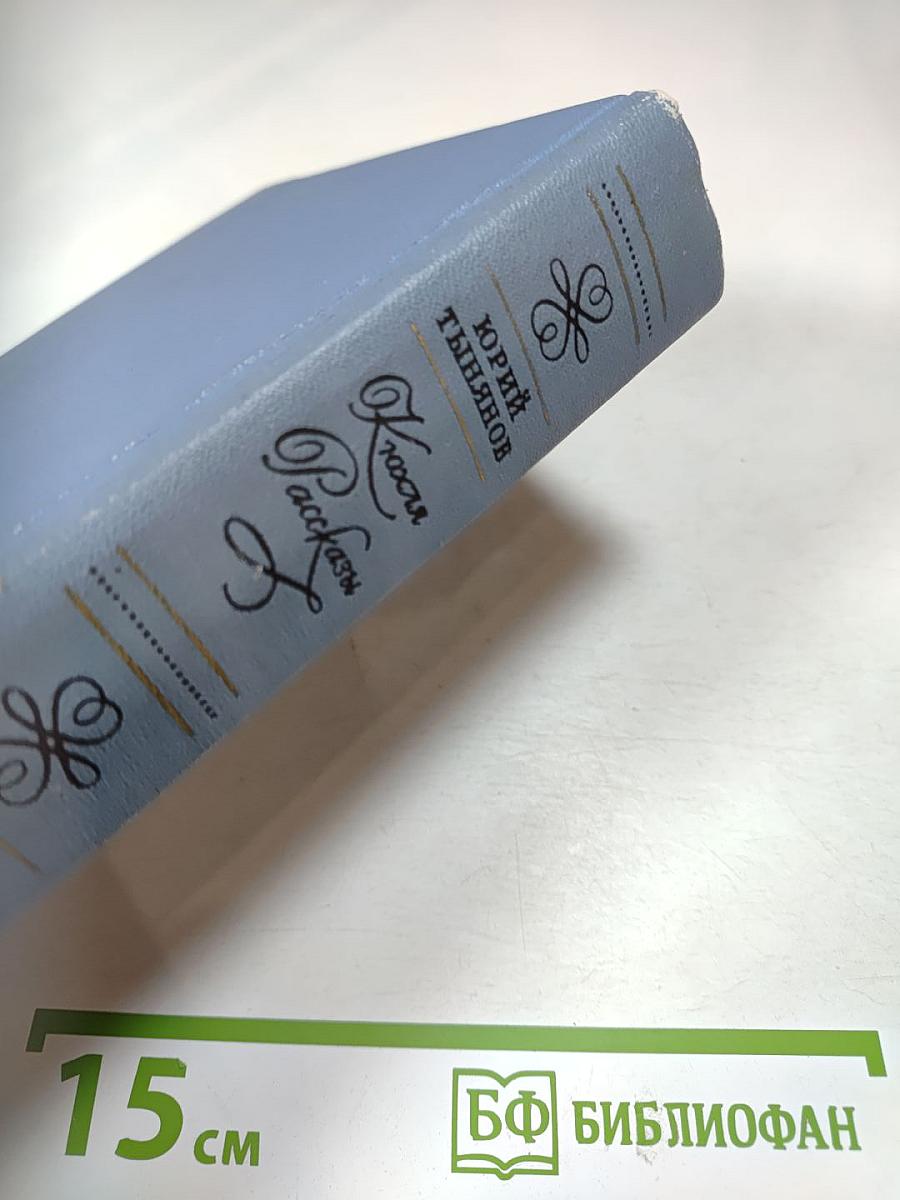 ЮРИЙ
ТЫНЯНОВ
Кюхля
Рассказы
15 см
БФ БИБЛИОФАН